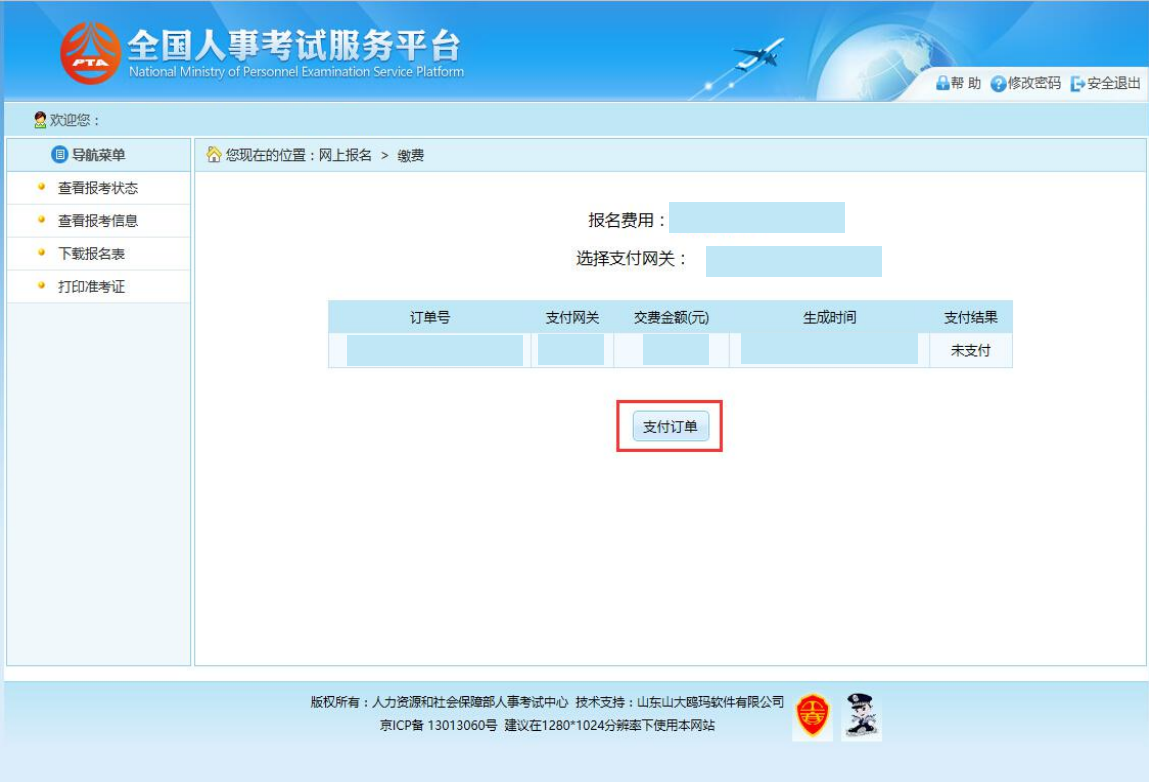 全国人事考试服务平台
PTA
National Ministry of Personnel Examination Service Platform
帮 助 修改密码 安全退出
欢迎您：
导航菜单
您现在的位置：网上报名 > 缴费
查看报考状态
查看报考信息
下载报名表
打印准考证
报名费用：
选择支付网关：
订单号 支付网关 交费金额(元) 生成时间 支付结果
未支付
支付订单
版权所有：人力资源和社会保障部人事考试中心 技术支持：山东山大鸥玛软件有限公司
京ICP备 13013060号 建议在1280*1024分辨率下使用本网站